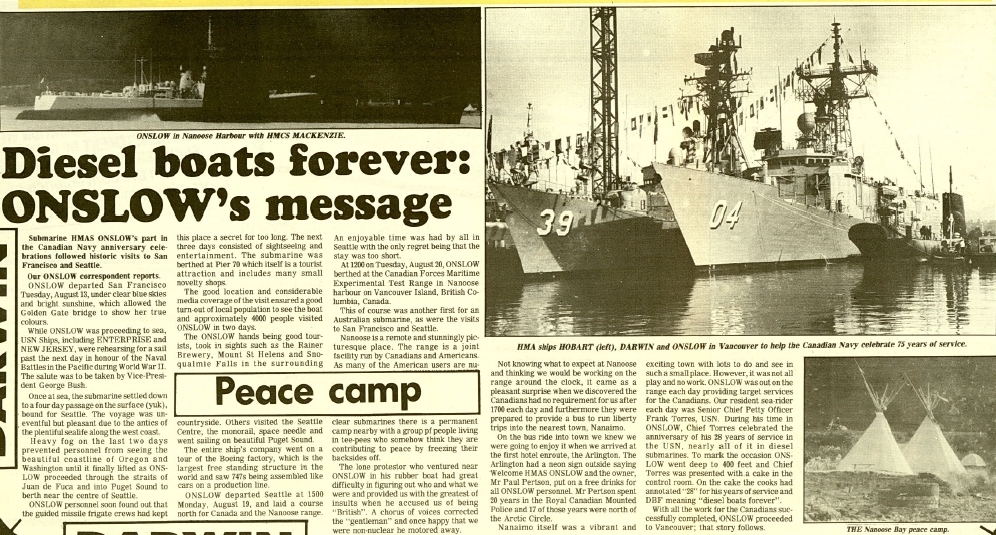 ONSLOW in Nanoose Harbour with HMCS MACKENZIE.
Diesel boats forever:
ONSLOW's message
DARWIN
Submarine HMAS ONSLOW's part in
the Canadian Navy anniversary cele-
brations followed historic visits to San
Francisco and Seattle.
Our ONSLOW correspondent reports.
ONSLOW departed San Francisco
Tuesday, August 13, under clear blue skies
and bright sunshine, which allowed the
Golden Gate bridge to show her true
colours.
While ONSLOW was proceeding to sea,
USN Ships, including ENTERPRISE and
NEW JERSEY, were rehearsing for a sail
past the next day in honour of the Naval
Battles in the Pacific during World War II.
The salute was to be taken by Vice-Presi-
dent George Bush.
Once at sea, the submarine settled down
to a four day passage on the surface (yuk),
bound for Seattle. The voyage was un-
eventful but pleasant due to the antics of
the plentiful sealife along the west coast.
Heavy fog on the last two days
prevented personnel from seeing the
beautiful coastline of Oregon and
Washington until it finally lifted as ONS-
LOW proceeded through the straits of
Juan de Fuca and into Puget Sound to
berth near the centre of Seattle.
ONSLOW personnel soon found out that
the guided missile frigate crews had kept
this place a secret for too long. The next
three days consisted of sightseeing and
entertainment. The submarine was
berthed at Pier 70 which itself is a tourist
attraction and includes many small
novelty shops.
The good location and considerable
media coverage of the visit ensured a good
turn-out of local population to see the boat
and approximately 4000 people visited
ONSLOW in two days.
The ONSLOW hands being good tour-
ists, took in sights such as the Rainer
Brewery, Mount St Helens and Sno-
qualmie Falls in the surrounding
An enjoyable time was had by all in
Seattle with the only regret being that the
stay was too short.
At 1200 on Tuesday, August 20, ONSLOW
berthed at the Canadian Forces Maritime
Experimental Test Range in Nanoose
harbour on Vancouver Island, British Co-
lumbia, Canada.
This of course was another first for an
Australian submarine, as were the visits
to San Francisco and Seattle.
Nanoose is a remote and stunningly pic-
turesque place. The range is a joint
facility run by Canadians and Americans.
As many of the American users are nu-
Peace camp
countryside. Others visited the Seattle
Centre, the monorail, space needle and
went sailing on beautiful Puget Sound.
The entire ship's company went on a
tour of the Boeing factory, which is the
largest free standing structure in the
world and saw 747s being assembled like
cars on a production line.
ONSLOW departed Seattle at 1500
Monday, August 19, and laid a course
north for Canada and the Nanoose range.
clear submarines there is a permanent
camp nearby with a group pf people living
in tee-pees who somehow think they are
contributing to peace by freezing their
backsides off.
The lone protestor who ventured near
ONSLOW in his rubber boat had great
difficulty in figuring out who and what we
were and provided us with the greatest of
insults when he accused us of being
"British". A chorus of voices corrected
the "gentleman" and once happy that we
were non-nuclear he motored away.
39
04
HMA ships HOBART (left), DARWIN and ONSLOW in Vancouver to help the Canadian Navy celebrate 75 years of service.
Not knowing what to expect at Nanoose
and thinking we would be working on the
range around the clock, it came as a
pleasant surprise when we discovered the
Canadians had no requirement for us after
1700 each day and furthermore they were
prepared to provide a bus to run liberty
trips into the nearest town, Nanaimo.
On the bus ride into town we knew we
were going to enjoy it when we arrived at
the first hotel enroute, the Arlington. The
Arlington had a neon sign outside saying
Welcome HMAS ONSLOW and the owner,
Mr Paul Pertson, put on a free drinks for
all ONSLOW personnel. Mr Pertson spent
20 years in the Royal Canadian Mounted
Police and 17 of those years were north of
the Arctic Circle.
Nanaimo itself was a vibrant and
exciting town with lots to do and see in
such a small place. However, it was not all
play and no work. ONSLOW was out on the
range each day providing target services
for the Canadians. Our resident sea-rider
each day was Senior Chief Petty Officer
Frank Torres, USN. During his time in
ONSLOW, Chief Torres celebrated the
anniversary of his 28 years of service in
the USN, nearly all of it in diesel
submarines. To mark the occasion ONS-
LOW went deep to 400 feet and Chief
Torres was presented with a cake in the
control room. On the cake the cooks had
annotated "28" for his years of service and
DBF meaning "diesel boats forever".
With all the work for the Canadians suc-
cessfully completed, ONSLOW proceeded
to Vancouver; that story follows.
THE Nanoose Bay peace camp.
DARWIN